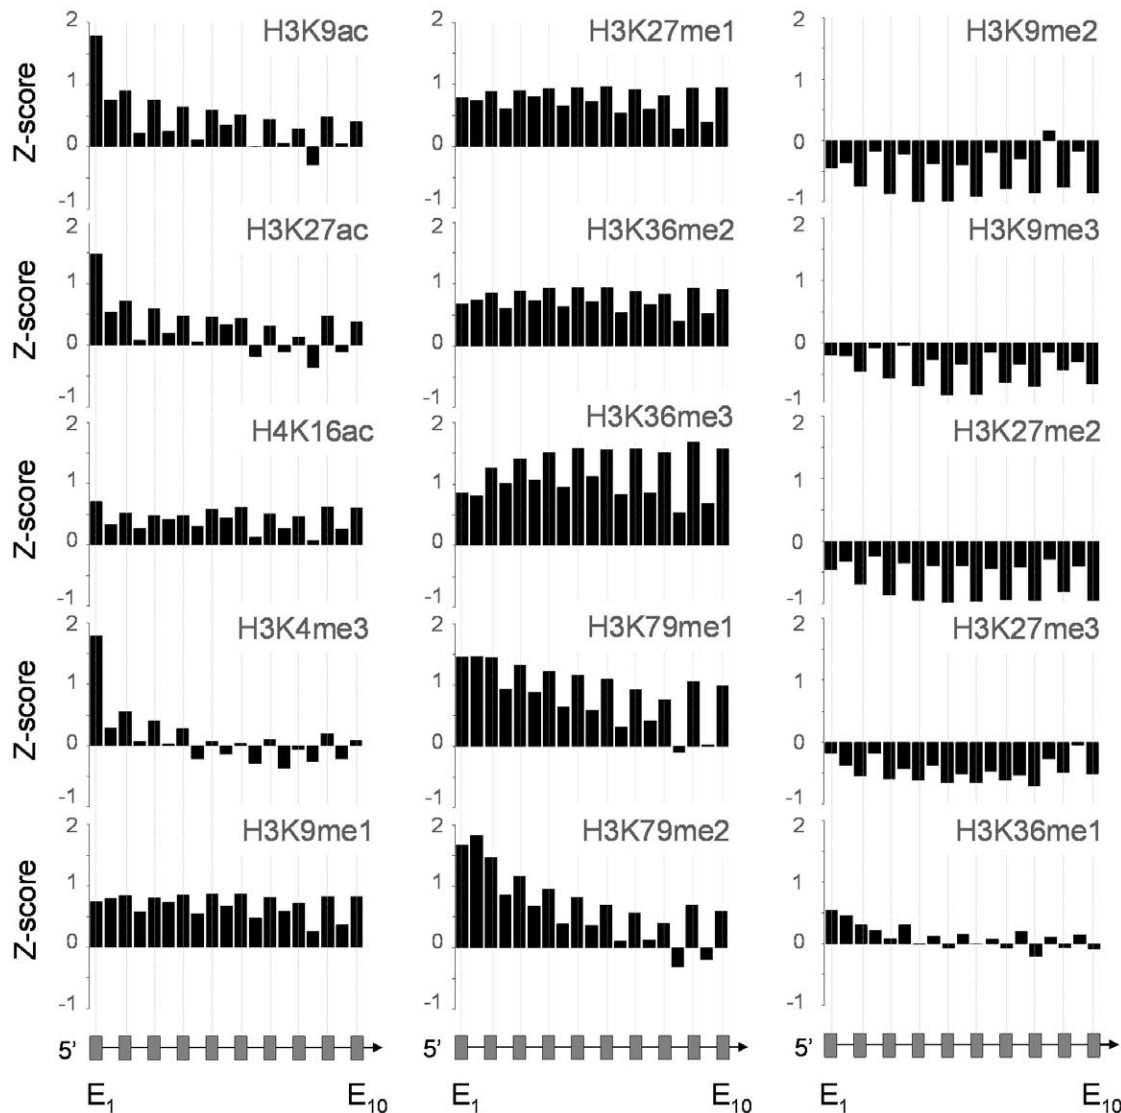 H3K9ac
H3K27me1
H3K9me2
Z-score
2
1
0
-1
2
1
0
-1
2
1
0
-1
H3K27ac
H3K36me2
H3K9me3
Z-score
2
1
0
-1
2
1
0
-1
2
1
0
-1
H4K16ac
H3K36me3
H3K27me2
Z-score
2
1
0
-1
2
1
0
-1
2
1
0
-1
H3K4me3
H3K79me1
H3K27me3
Z-score
2
1
0
-1
2
1
0
-1
2
1
0
-1
H3K9me1
H3K79me2
H3K36me1
Z-score
2
1
0
-1
2
1
0
-1
2
1
0
-1
5' 5' 5'
E1 E10 E1 E10 E1 E10